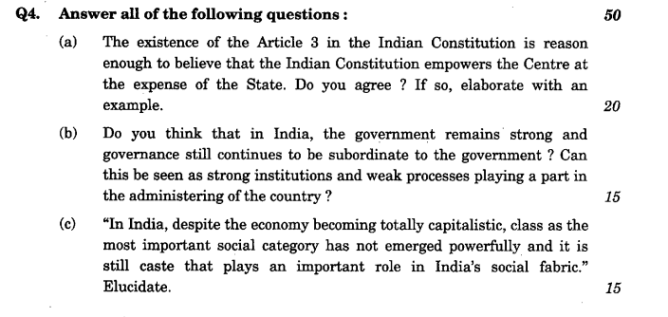 Q4. Answer all of the following questions : 50
(a) The existence of the Article 3 in the Indian Constitution is reason
enough to believe that the Indian Constitution empowers the Centre at
the expense of the State. Do you agree ? If so, elaborate with an
example. 20
(b) Do you think that in India, the government remains strong and
governance still continues to be subordinate to the government ? Can
this be seen as strong institutions and weak processes playing a part in
the administering of the country ? 15
(c) “In India, despite the economy becoming totally capitalistic, class as the
most important social category has not emerged powerfully and it is
still caste that plays an important role in India’s social fabric.”
Elucidate. 15